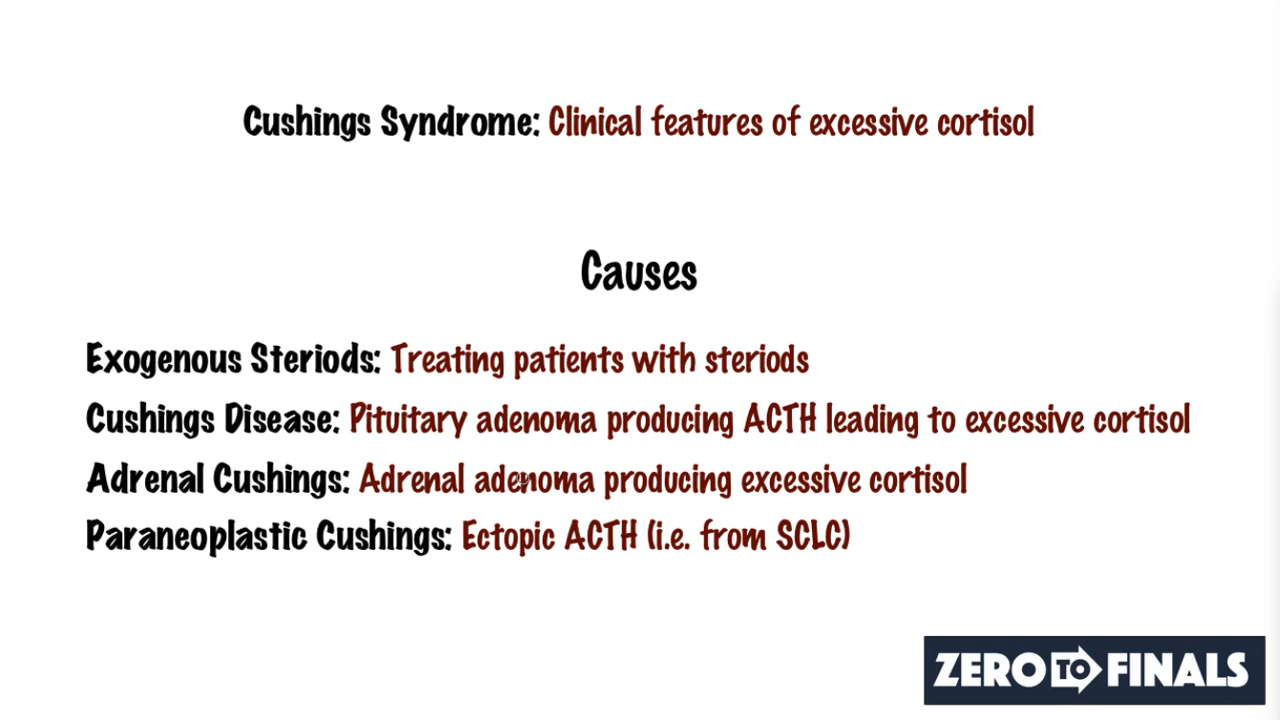 Cushings Syndrome: Clinical features of excessive cortisol
Causes
Exogenous Steriods: Treating patients with steriods
Cushings Disease: Pituitary adenoma producing ACTH leading to excessive cortisol
Adrenal Cushings: Adrenal adenoma producing excessive cortisol
Paraneoplastic Cushings: Ectopic ACTH (i.e. from SCLC)
ZERO TO FINALS